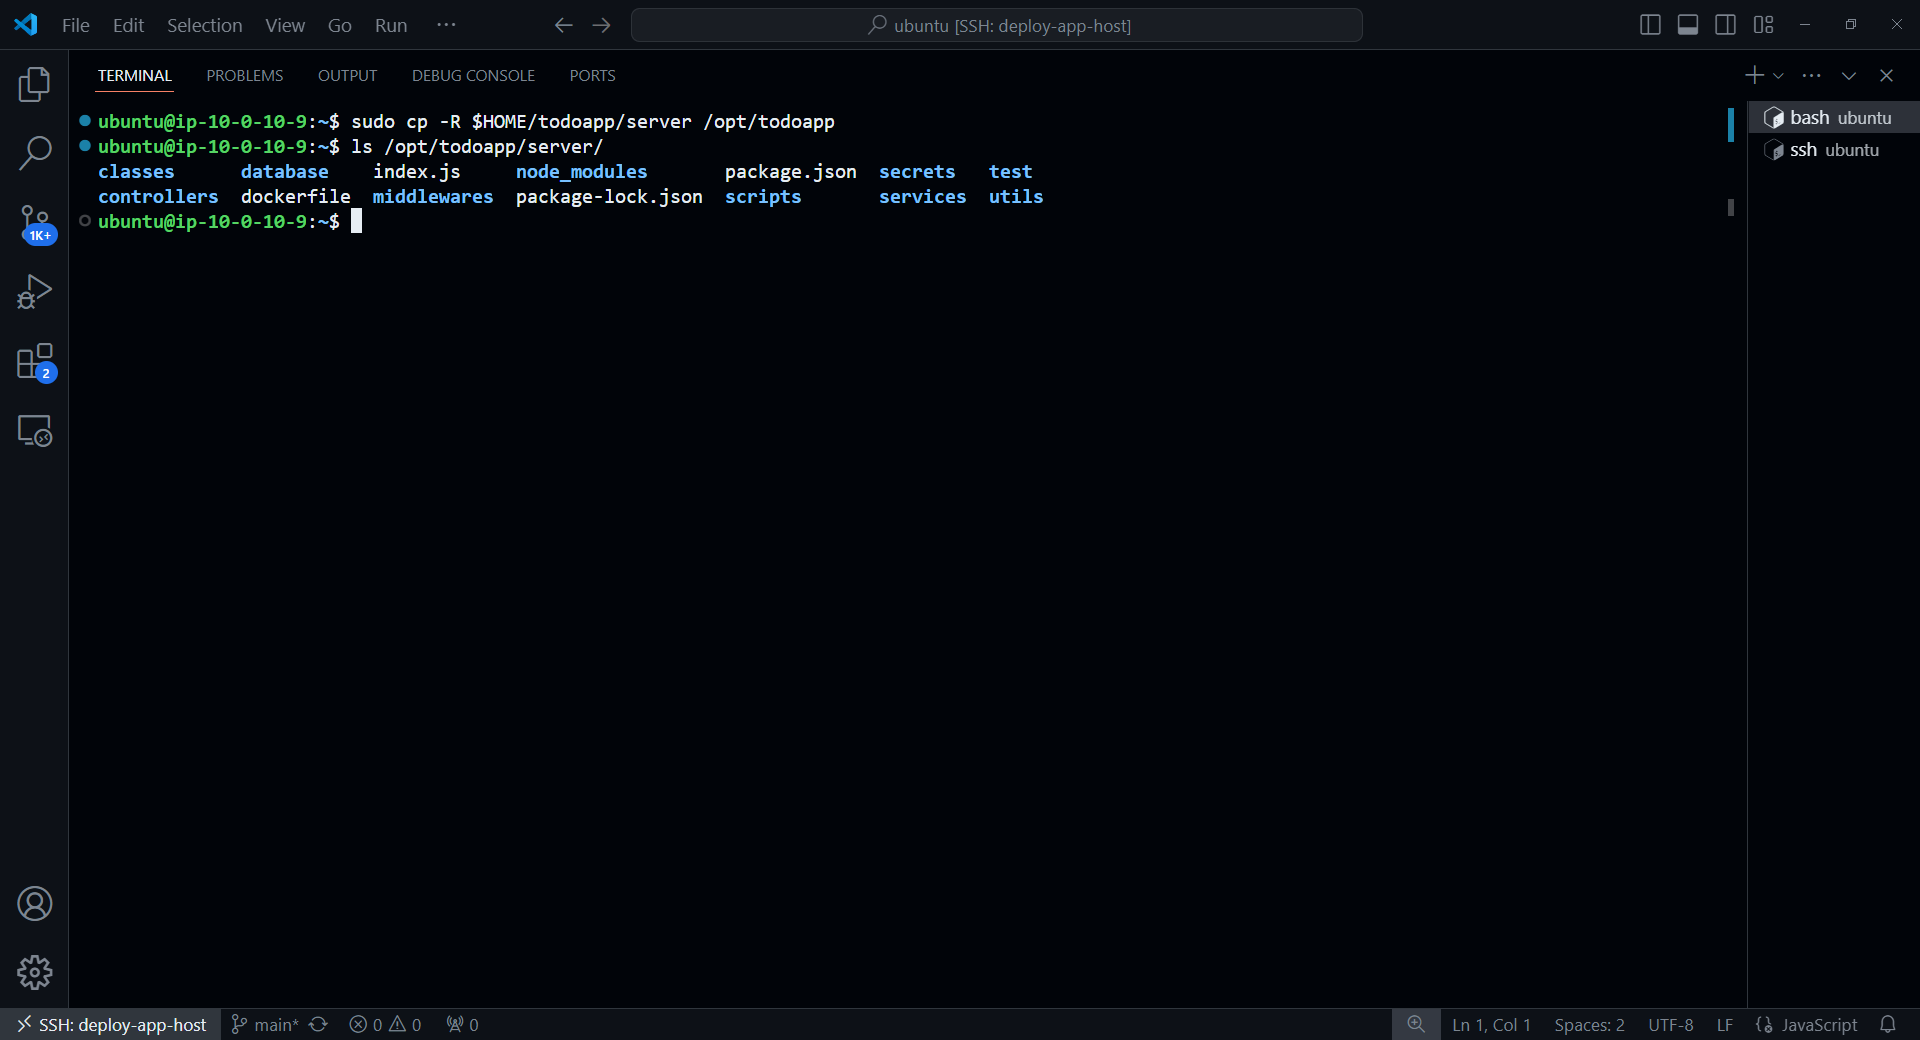 File Edit Selection View Go Run ···
ubuntu [SSH: deploy-app-host]
TERMINAL PROBLEMS OUTPUT DEBUG CONSOLE PORTS
ubuntu@ip-10-0-10-9:~$ sudo cp -R $HOME/todoapp/server /opt/todoapp
ubuntu@ip-10-0-10-9:~$ ls /opt/todoapp/server/
classes database index.js node_modules package.json secrets test
controllers dockerfile middlewares package-lock.json scripts services utils
ubuntu@ip-10-0-10-9:~$
bash ubuntu
ssh ubuntu
1K+
2
SSH: deploy-app-host main* 0 0 0 Ln 1, Col 1 Spaces: 2 UTF-8 LF JavaScript